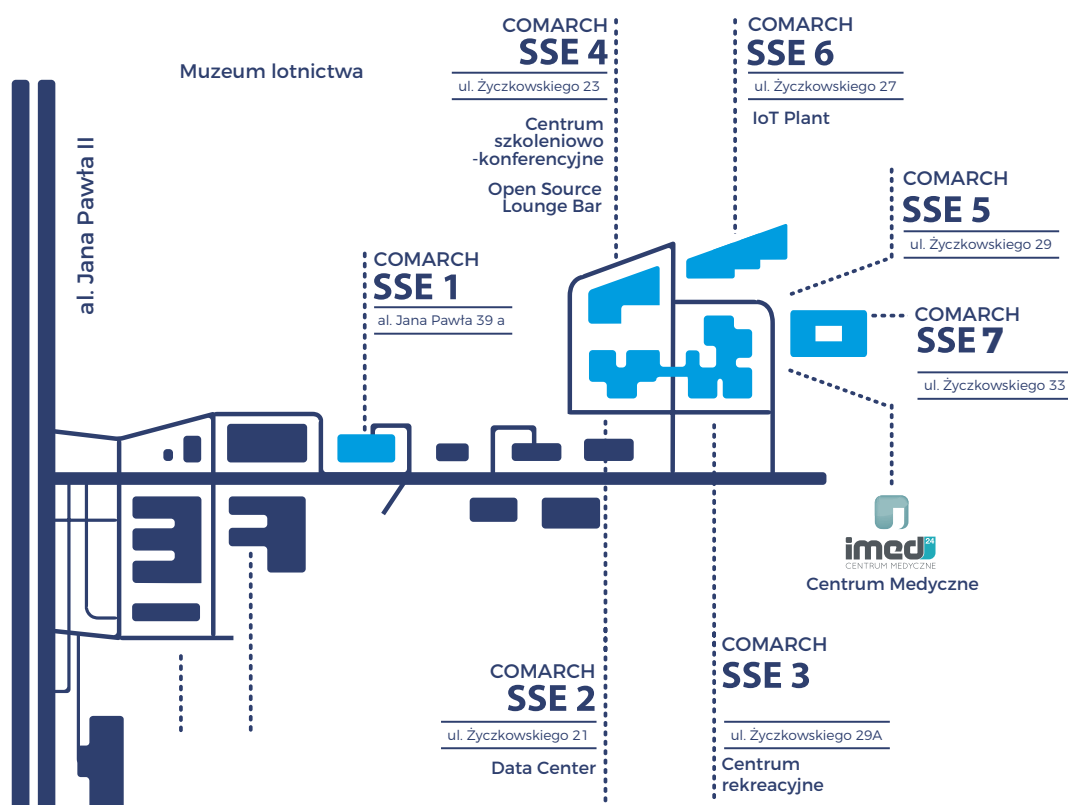 COMARCH
SSE 4
ul. Życzkowskiego 23
Centrum
szkoleniowo
-konferencyjne
Open Source
Lounge Bar
COMARCH
SSE 6
ul. Życzkowskiego 27
IoT Plant
Muzeum lotnictwa
al. Jana Pawła II
COMARCH
SSE 5
ul. Życzkowskiego 29
COMARCH
SSE 1
al. Jana Pawła 39 a
COMARCH
SSE 7
ul. Życzkowskiego 33
imed 24
CENTRUM MEDYCZNE
Centrum Medyczne
COMARCH
SSE 2
ul. Życzkowskiego 21
Data Center
COMARCH
SSE 3
ul. Życzkowskiego 29A
Centrum
rekreacyjne